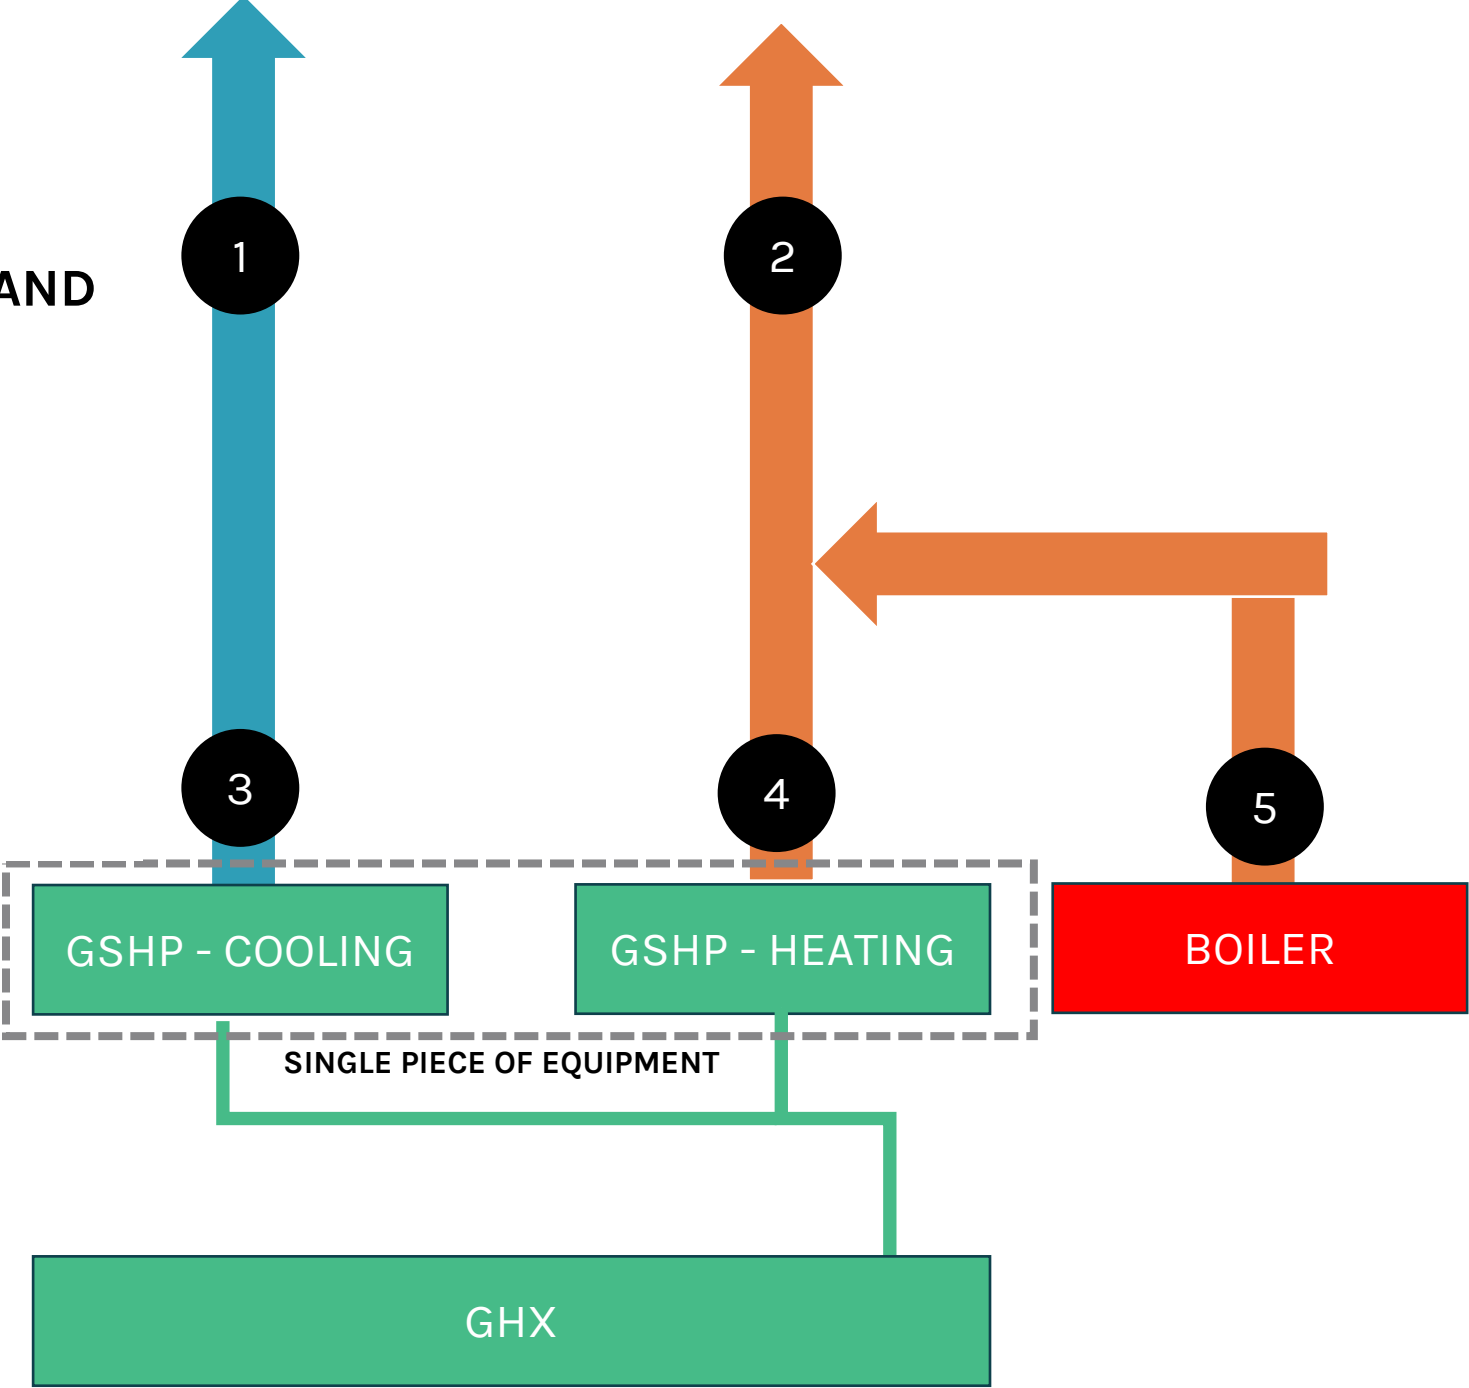 1
2
AND
3
4
5
GSHP - COOLING
GSHP - HEATING
BOILER
SINGLE PIECE OF EQUIPMENT
GHX